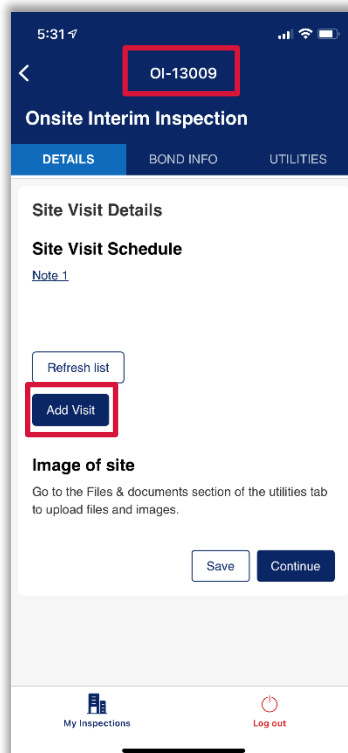 5:31
OI-13009
Onsite Interim Inspection
DETAILS BOND INFO UTILITIES
Site Visit Details
Site Visit Schedule
Note 1
Refresh list
Add Visit
Image of site
Go to the Files & documents section of the utilities tab
to upload files and images.
Save Continue
My Inspections Log out